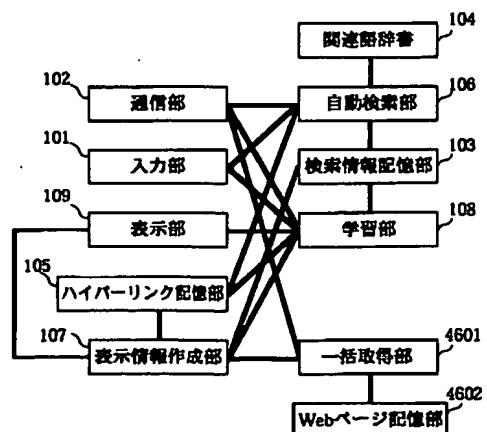 104
関連語辞書
102
通信部
106
自動検索部
101
入力部
103
検索情報記憶部
109
表示部
108
学習部
105
ハイパーリンク記憶部
107
表示情報作成部
4601
一括取得部
4602
Webページ記憶部